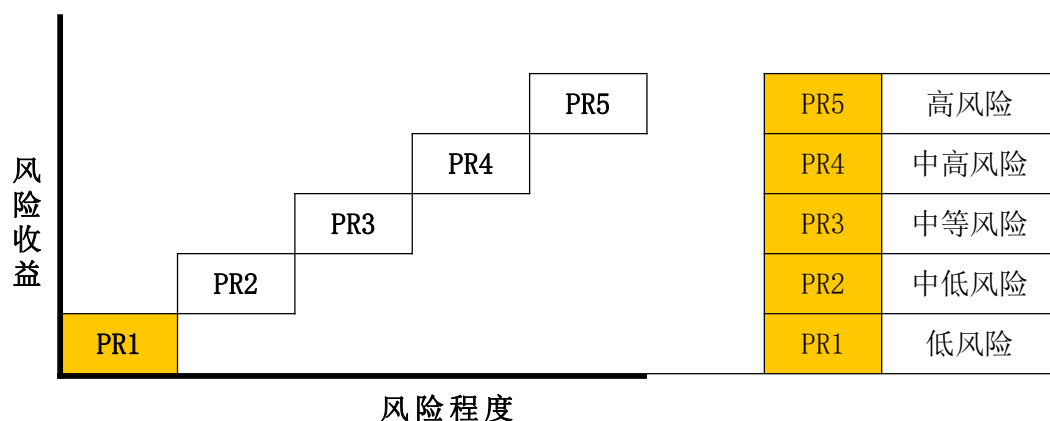 PR5 PR5 高风险
PR4 PR4 中高风险
PR3 PR3 中等风险
PR2 PR2 中低风险
PR1 PR1 低风险
风险收益
风险程度